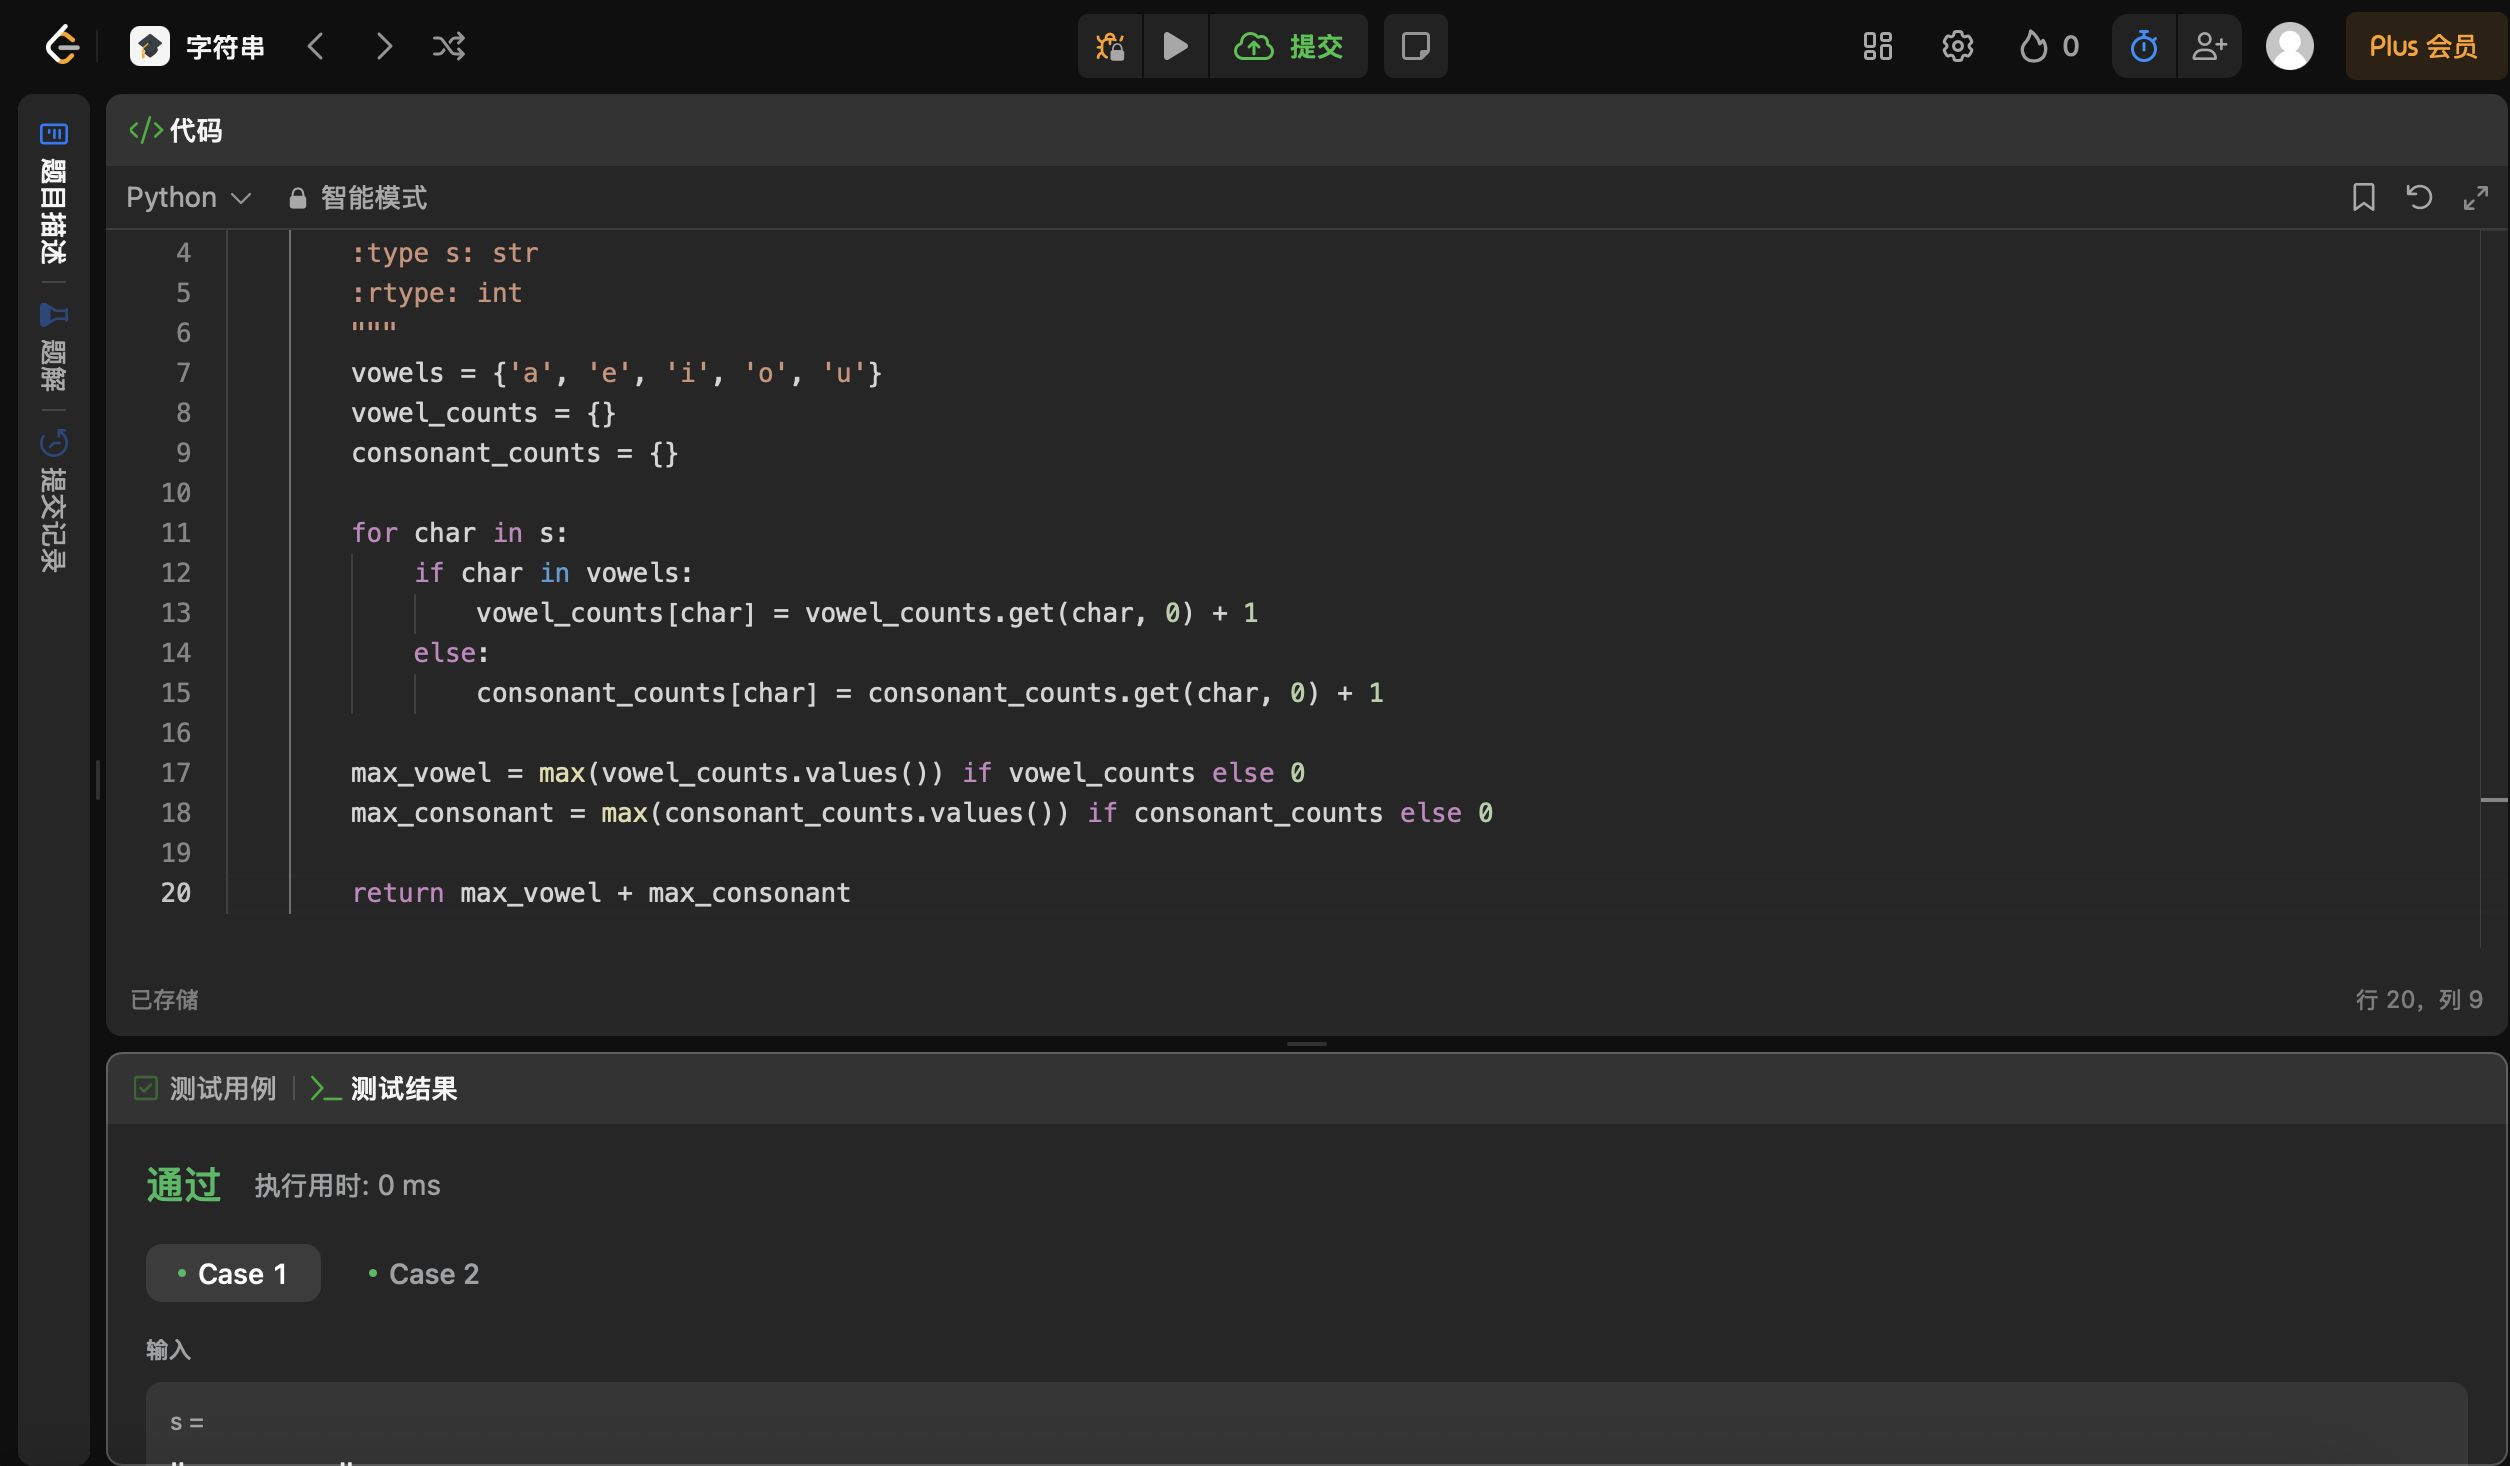 字符串
提交
0
Plus 会员
题目描述
题解
提交记录
</> 代码
Python
智能模式
4 :type s: str
5 :rtype: int
6 """
7 vowels = {'a', 'e', 'i', 'o', 'u'}
8 vowel_counts = {}
9 consonant_counts = {}
10
11 for char in s:
12 if char in vowels:
13 vowel_counts[char] = vowel_counts.get(char, 0) + 1
14 else:
15 consonant_counts[char] = consonant_counts.get(char, 0) + 1
16
17 max_vowel = max(vowel_counts.values()) if vowel_counts else 0
18 max_consonant = max(consonant_counts.values()) if consonant_counts else 0
19
20 return max_vowel + max_consonant
已存储
行 20, 列 9
测试用例
测试结果
通过 执行用时: 0 ms
Case 1
Case 2
输入
s =